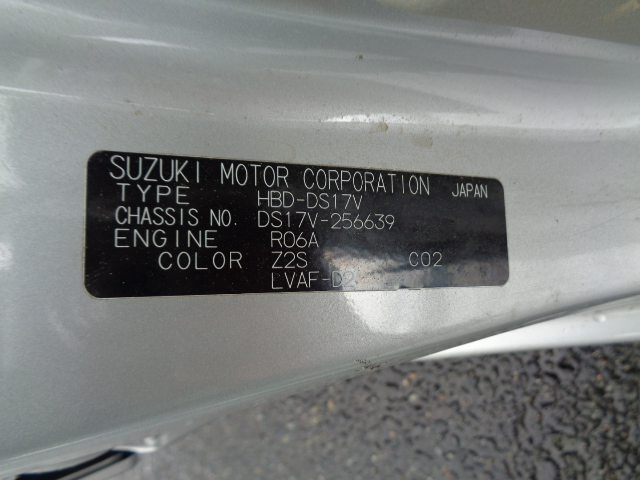 SUZUKI MOTOR CORPORATION JAPAN
TYPE HBD-DS17V
CHASSIS NO. DS17V-256639
ENGINE R06A
COLOR Z2S C02
LVAF-D2